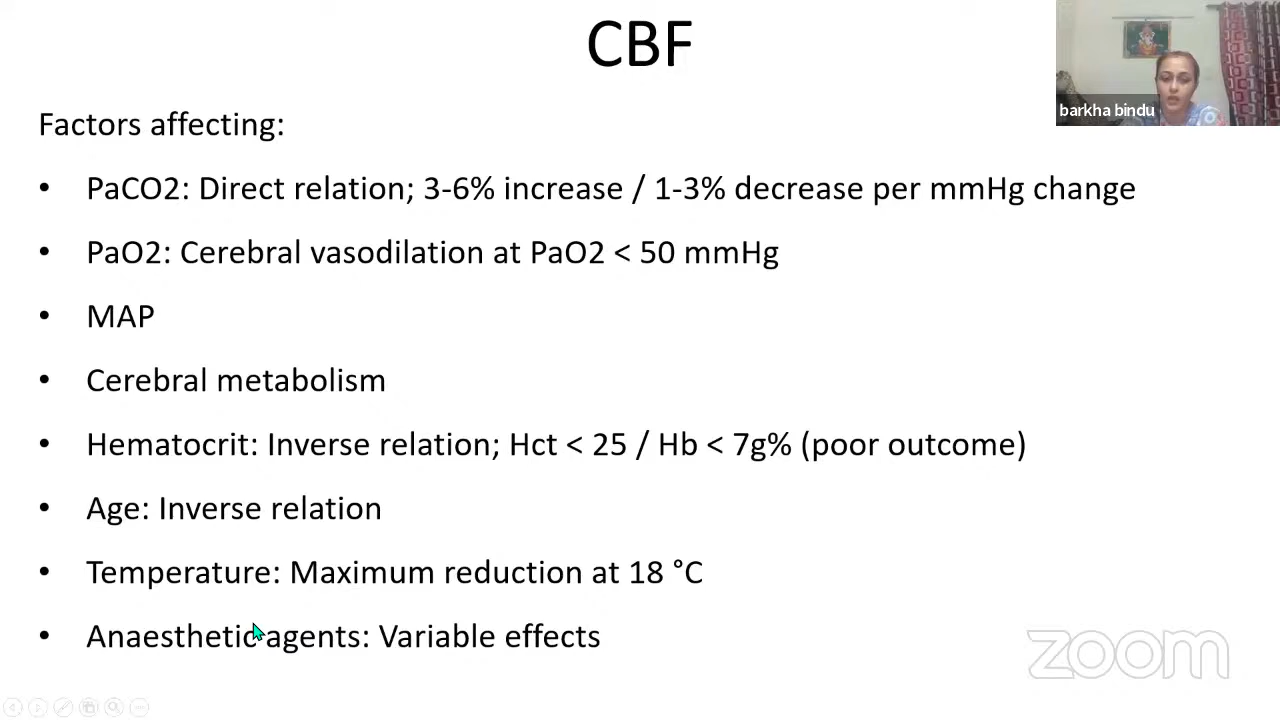 CBF
barkha bindu
Factors affecting:
• PaCO2: Direct relation; 3-6% increase / 1-3% decrease per mmHg change
• PaO2: Cerebral vasodilation at PaO2 < 50 mmHg
• MAP
• Cerebral metabolism
• Hematocrit: Inverse relation; Hct < 25 / Hb < 7g% (poor outcome)
• Age: Inverse relation
• Temperature: Maximum reduction at 18 °C
• Anaesthetic agents: Variable effects
zoom